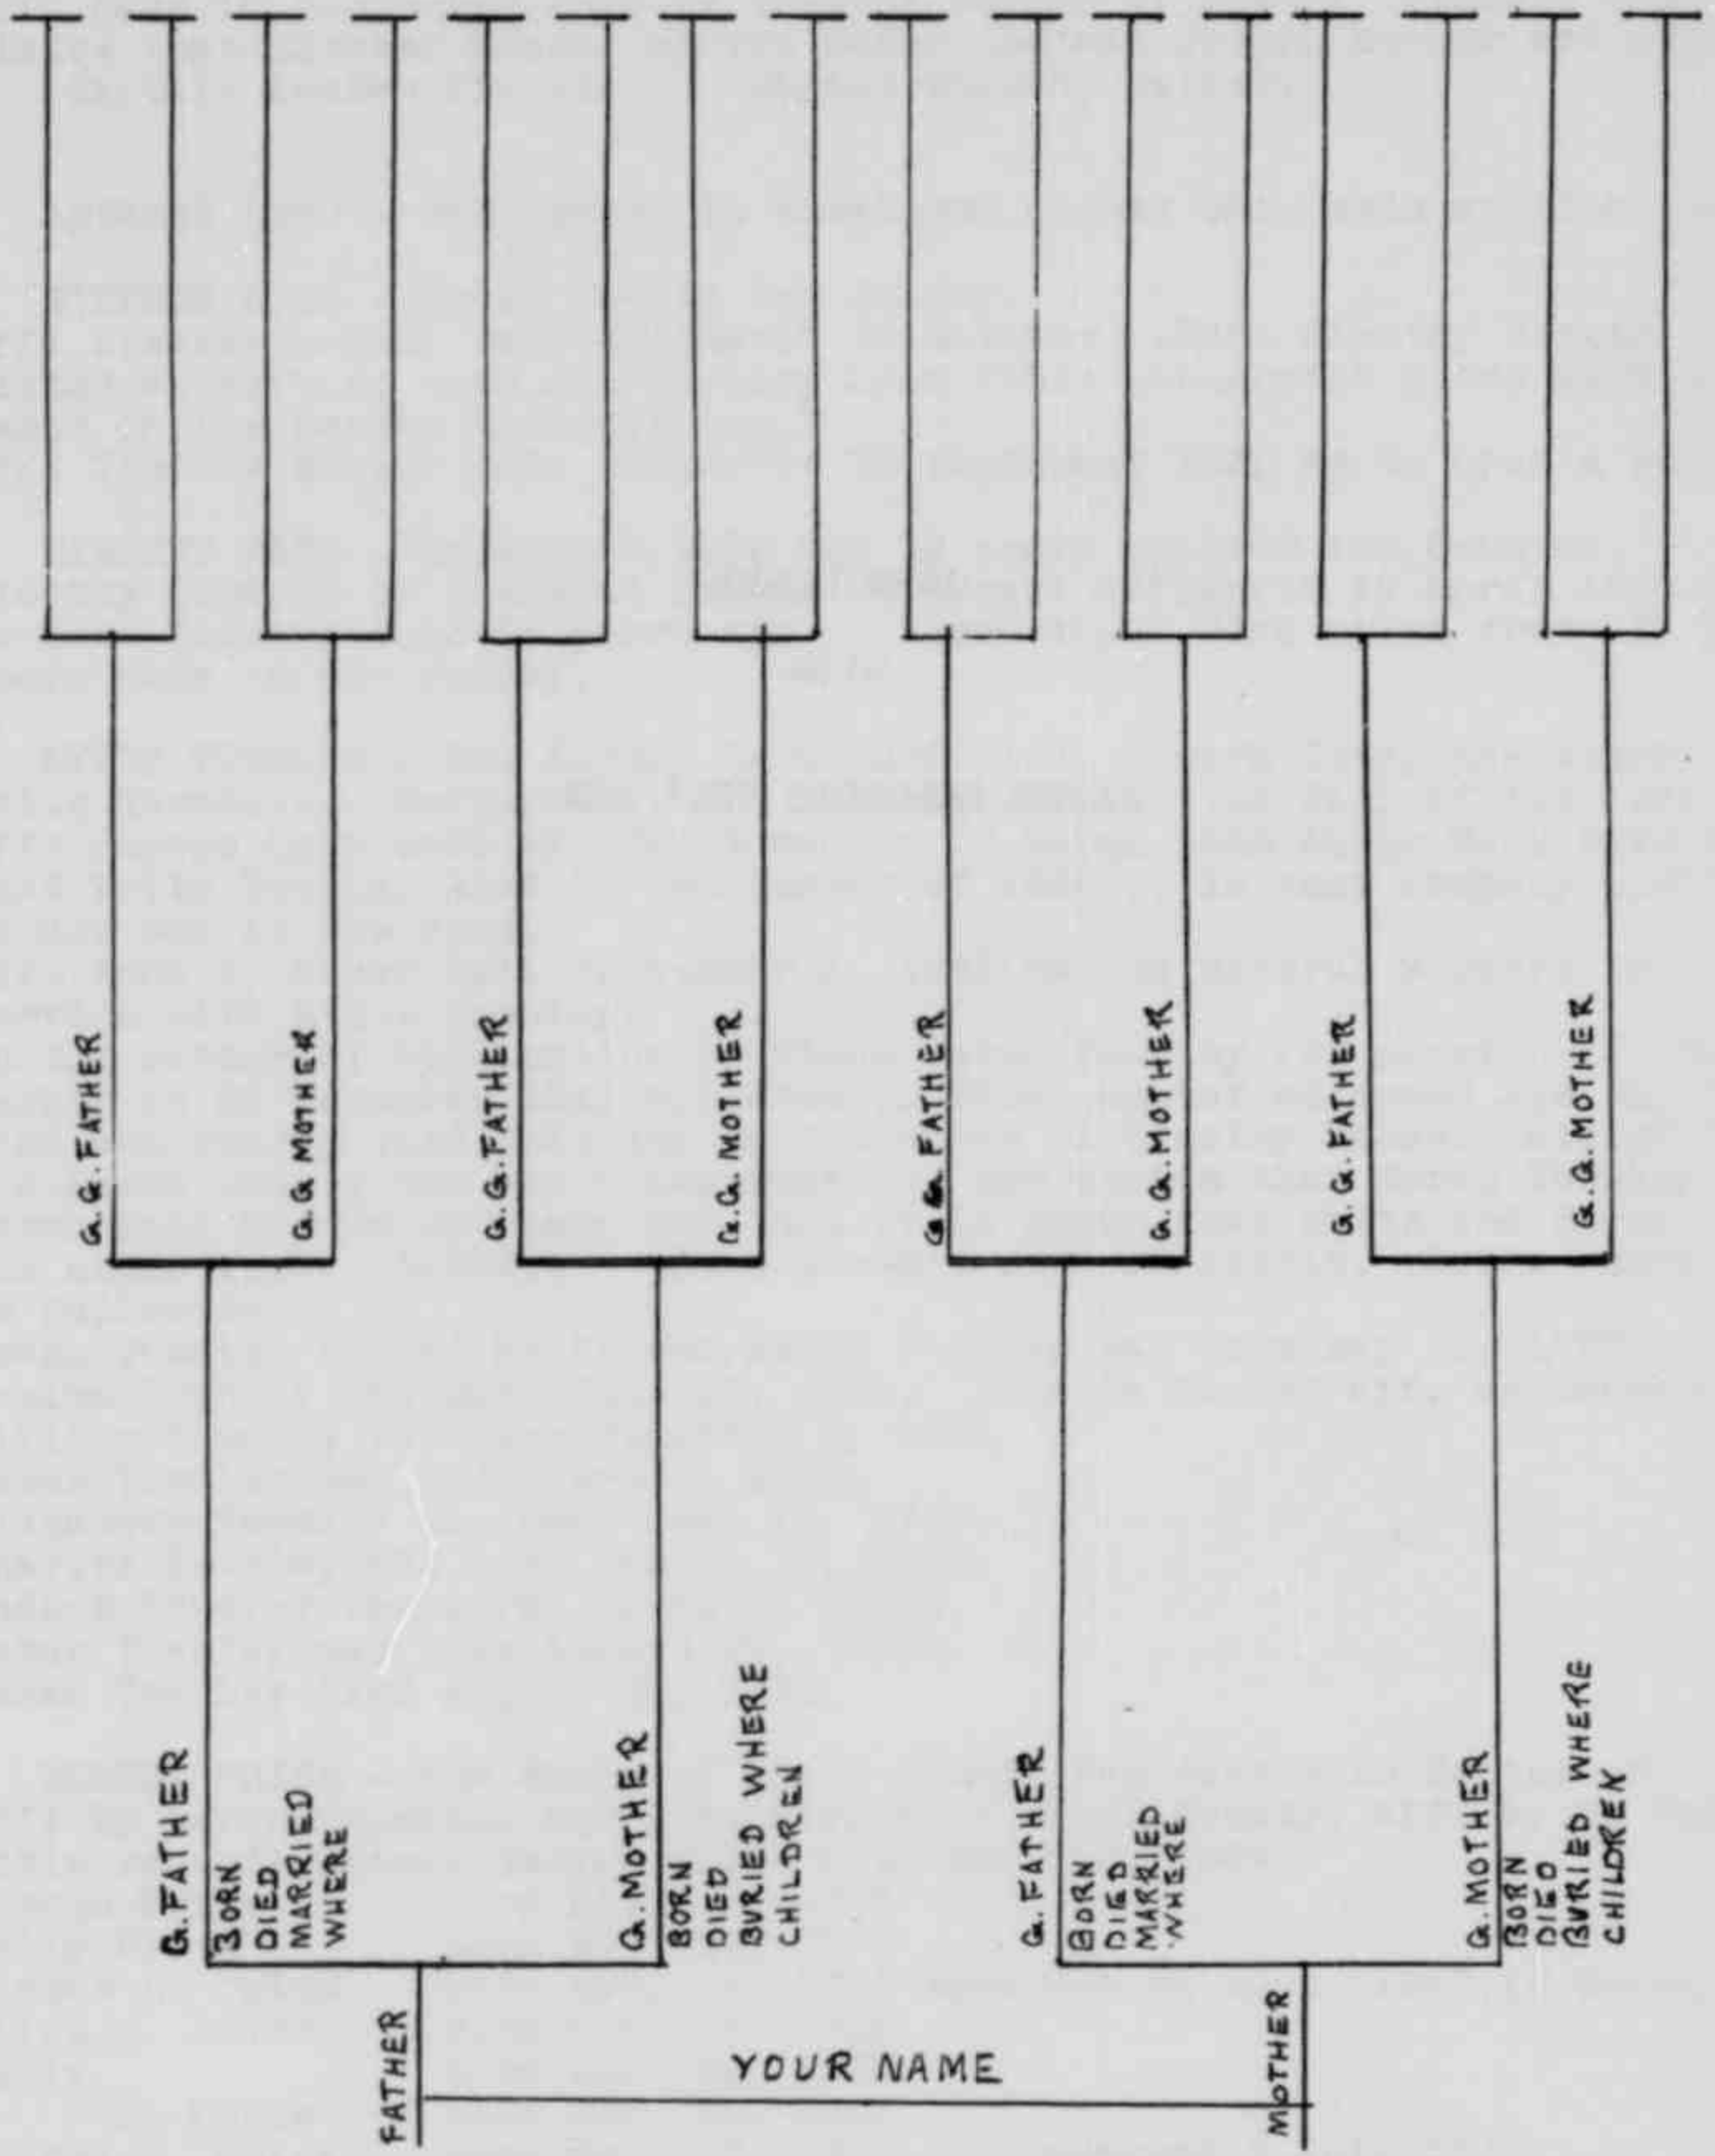 G. G. FATHER
G. G. MOTHER
G. G. FATHER
G. G. MOTHER
G. G. FATHER
G. G. MOTHER
G. G. FATHER
G. G. MOTHER
G. FATHER
BORN
DIED
MARRIED
WHERE
G. MOTHER
BORN
DIED
BURIED WHERE
CHILDREN
G. FATHER
BORN
DIED
MARRIED
WHERE
G. MOTHER
BORN
DIED
BURIED WHERE
CHILDREN
FATHER
YOUR NAME
MOTHER